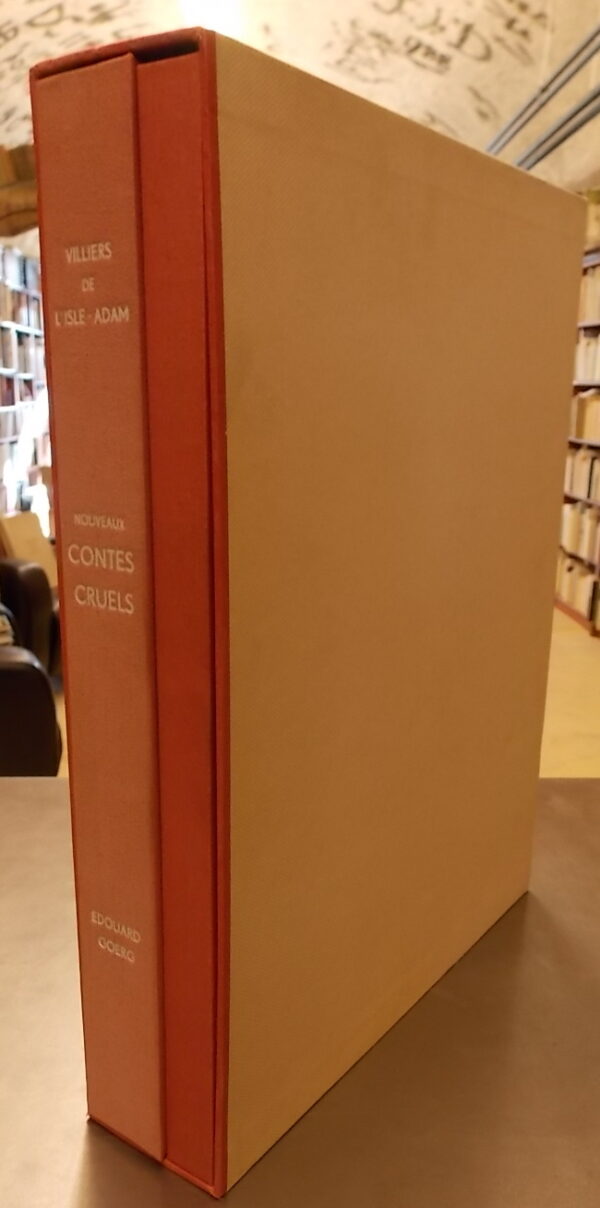 VILLIERS
DE
L'ISLE-ADAM
NOUVEAUX
CONTES
CRUELS
EDOUARD
GOERG